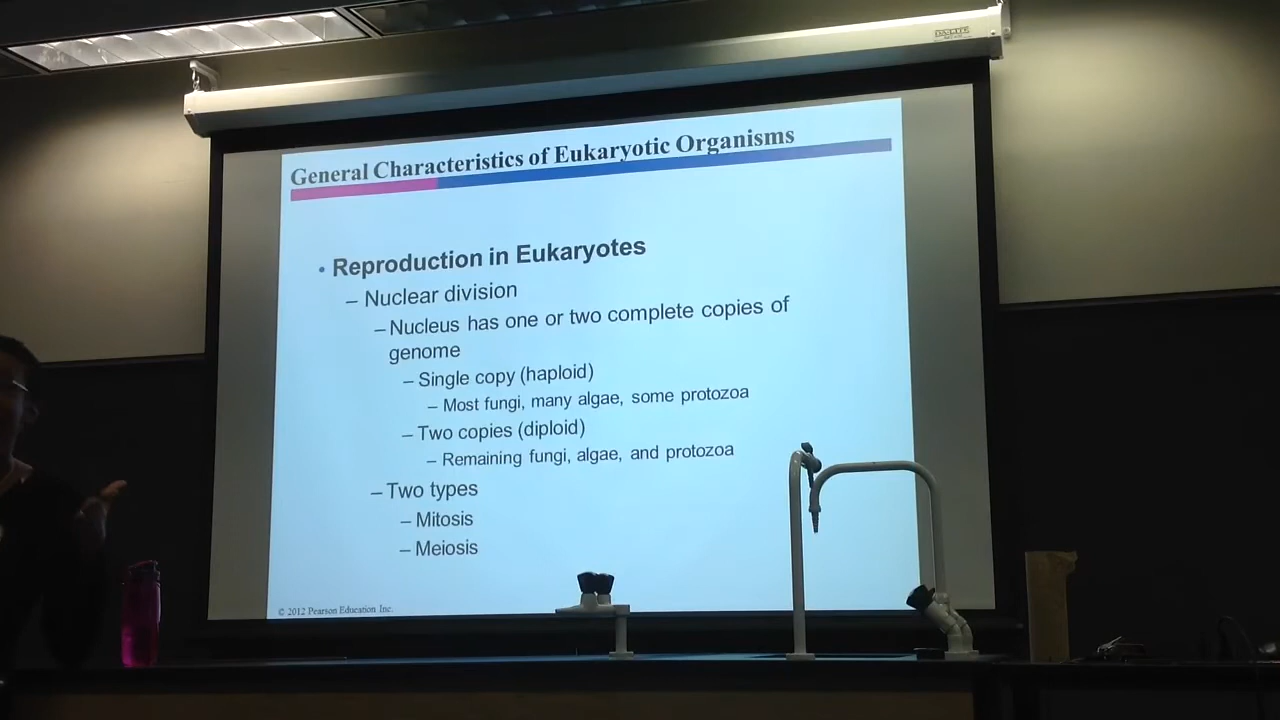 DA-LITE
General Characteristics of Eukaryotic Organisms
• Reproduction in Eukaryotes
– Nuclear division
– Nucleus has one or two complete copies of
genome
– Single copy (haploid)
– Most fungi, many algae, some protozoa
– Two copies (diploid)
– Remaining fungi, algae, and protozoa
– Two types
– Mitosis
– Meiosis
© 2012 Pearson Education Inc.